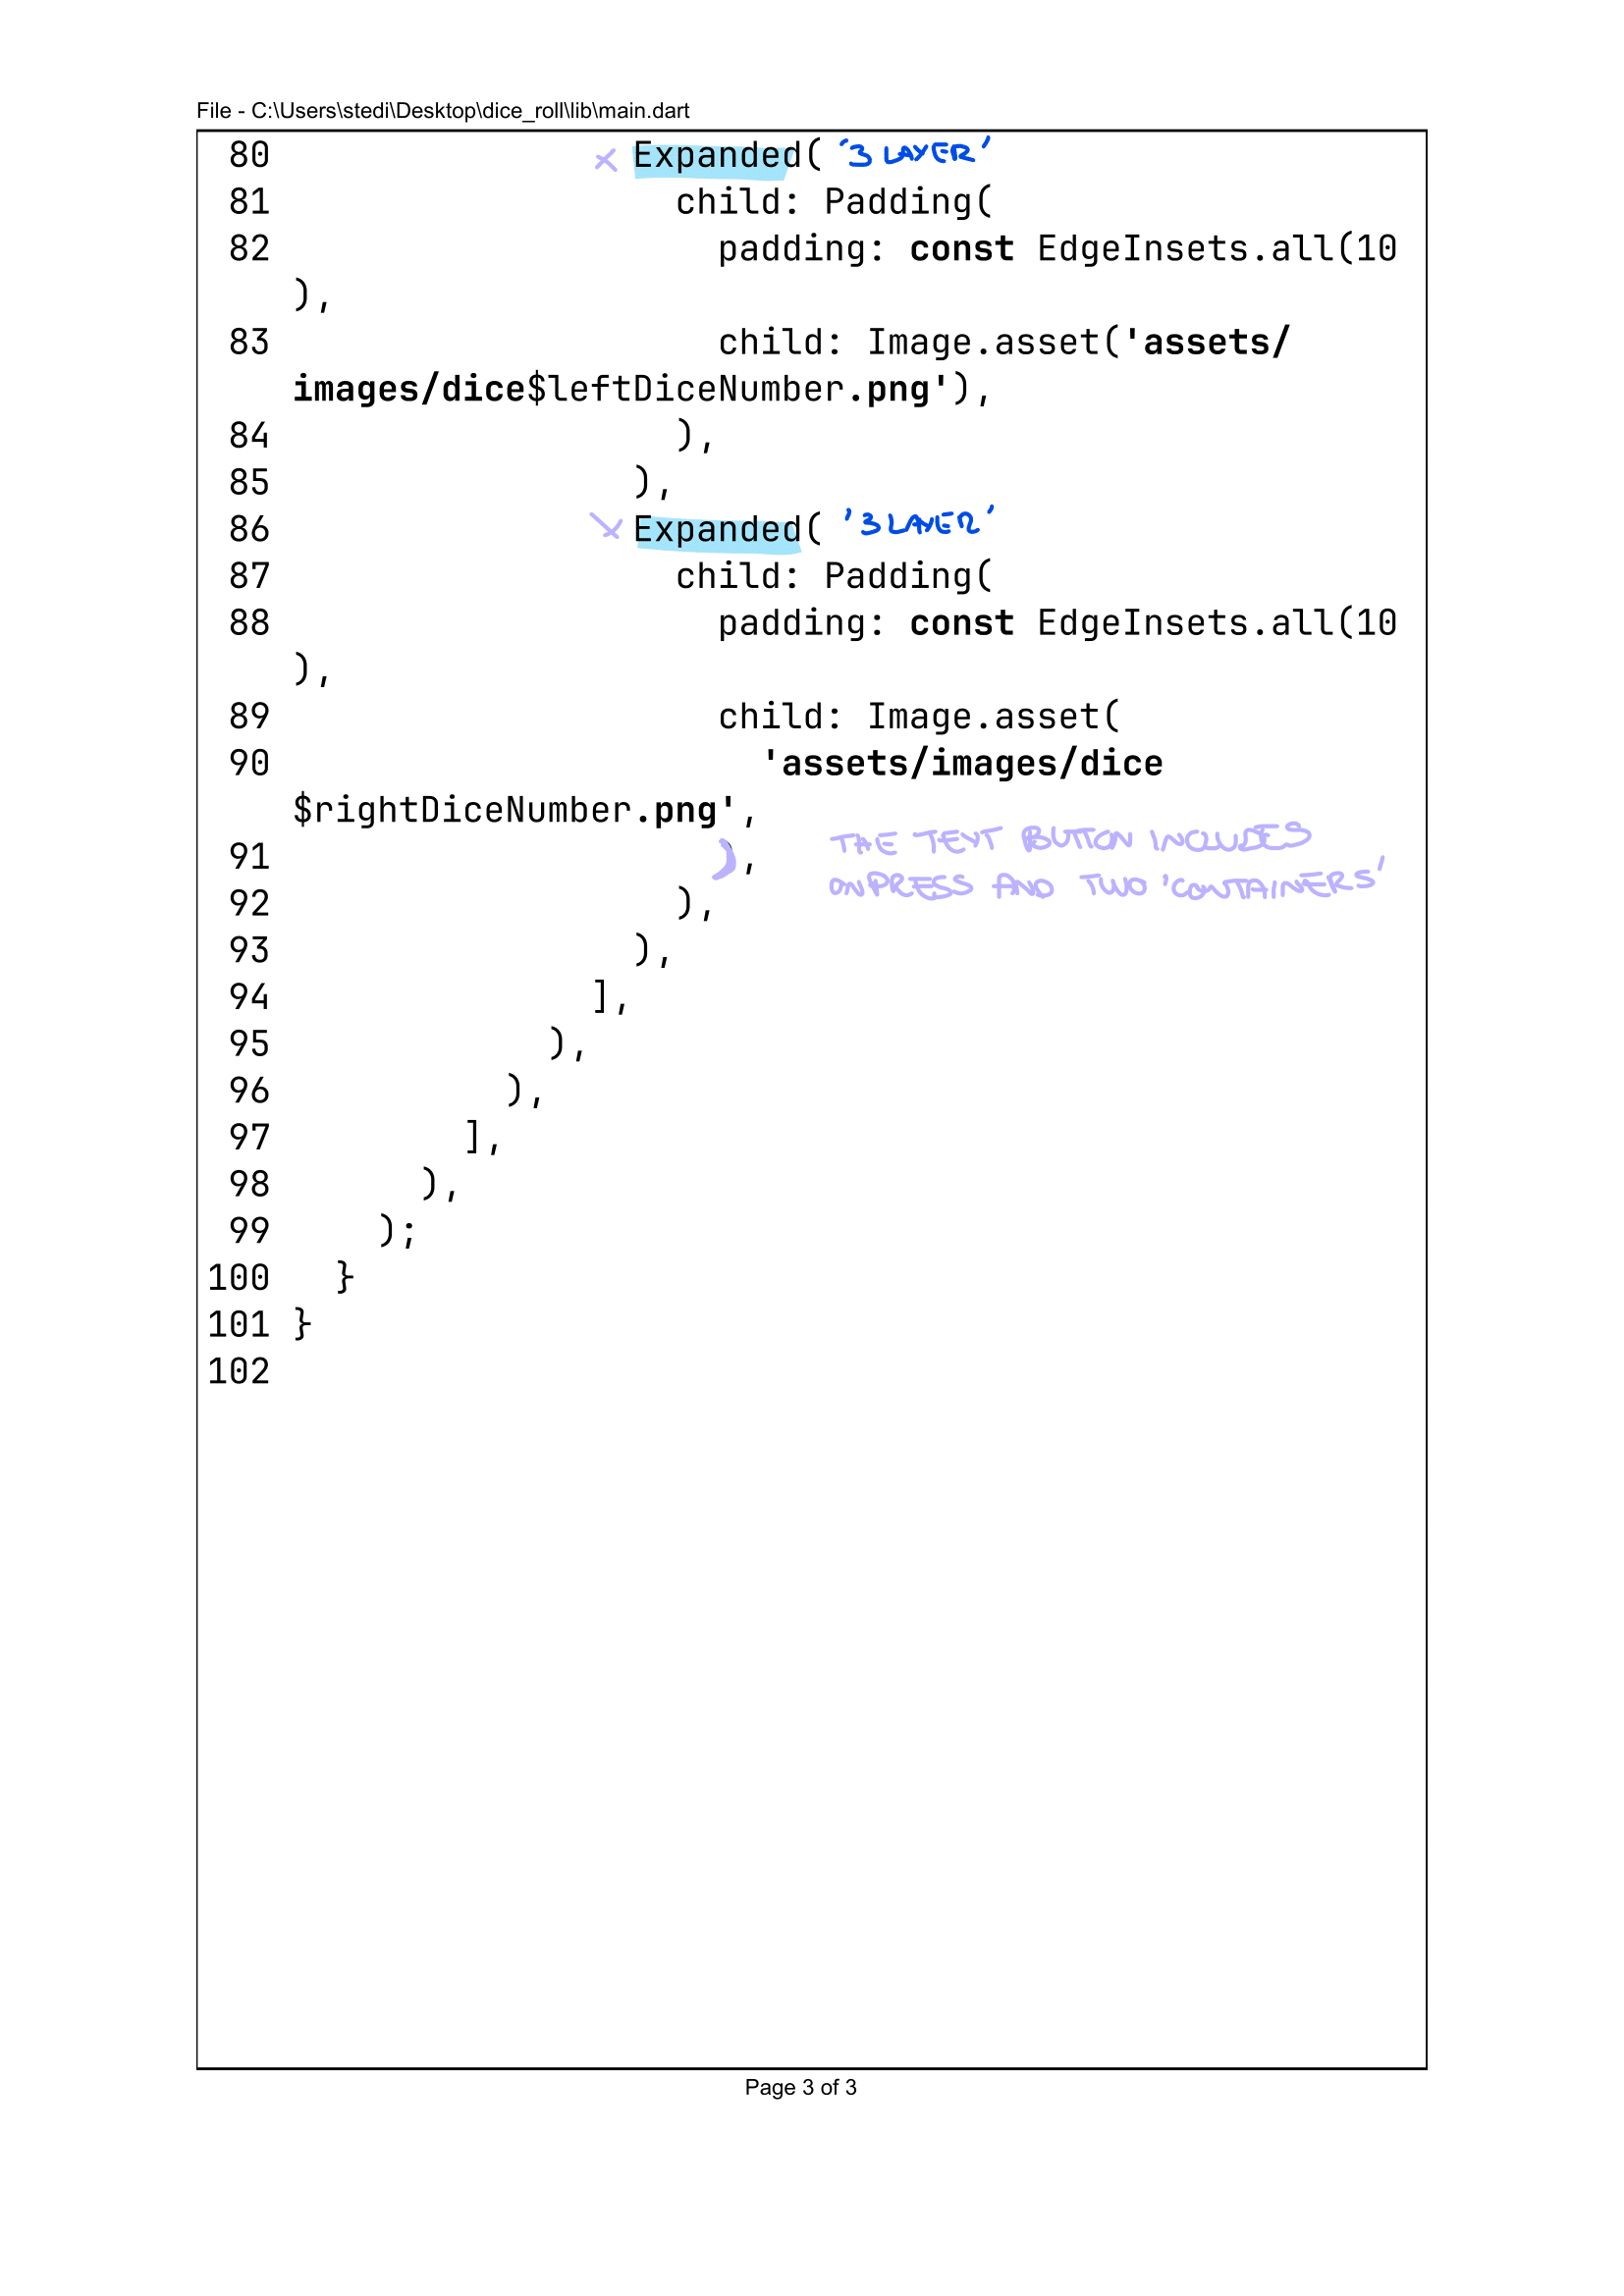 File - C:\Users\stedi\Desktop\dice_roll\lib\main.dart
80 Expanded( '3 LAYER'
81 child: Padding(
82 padding: const EdgeInsets.all(10
),
83 child: Image.asset('assets/
images/dice$leftDiceNumber.png'),
84 ),
85 ),
86 Expanded( '3 LAYER'
87 child: Padding(
88 padding: const EdgeInsets.all(10
),
89 child: Image.asset(
90 'assets/images/dice
$rightDiceNumber.png',
91 ), THE TEXT BUTTON INCLUDES
92 ), ONPRESS AND TWO 'CONTAINERS'
93 ),
94 ],
95 ),
96 ),
97 ],
98 ),
99 );
100 }
101 }
102
Page 3 of 3